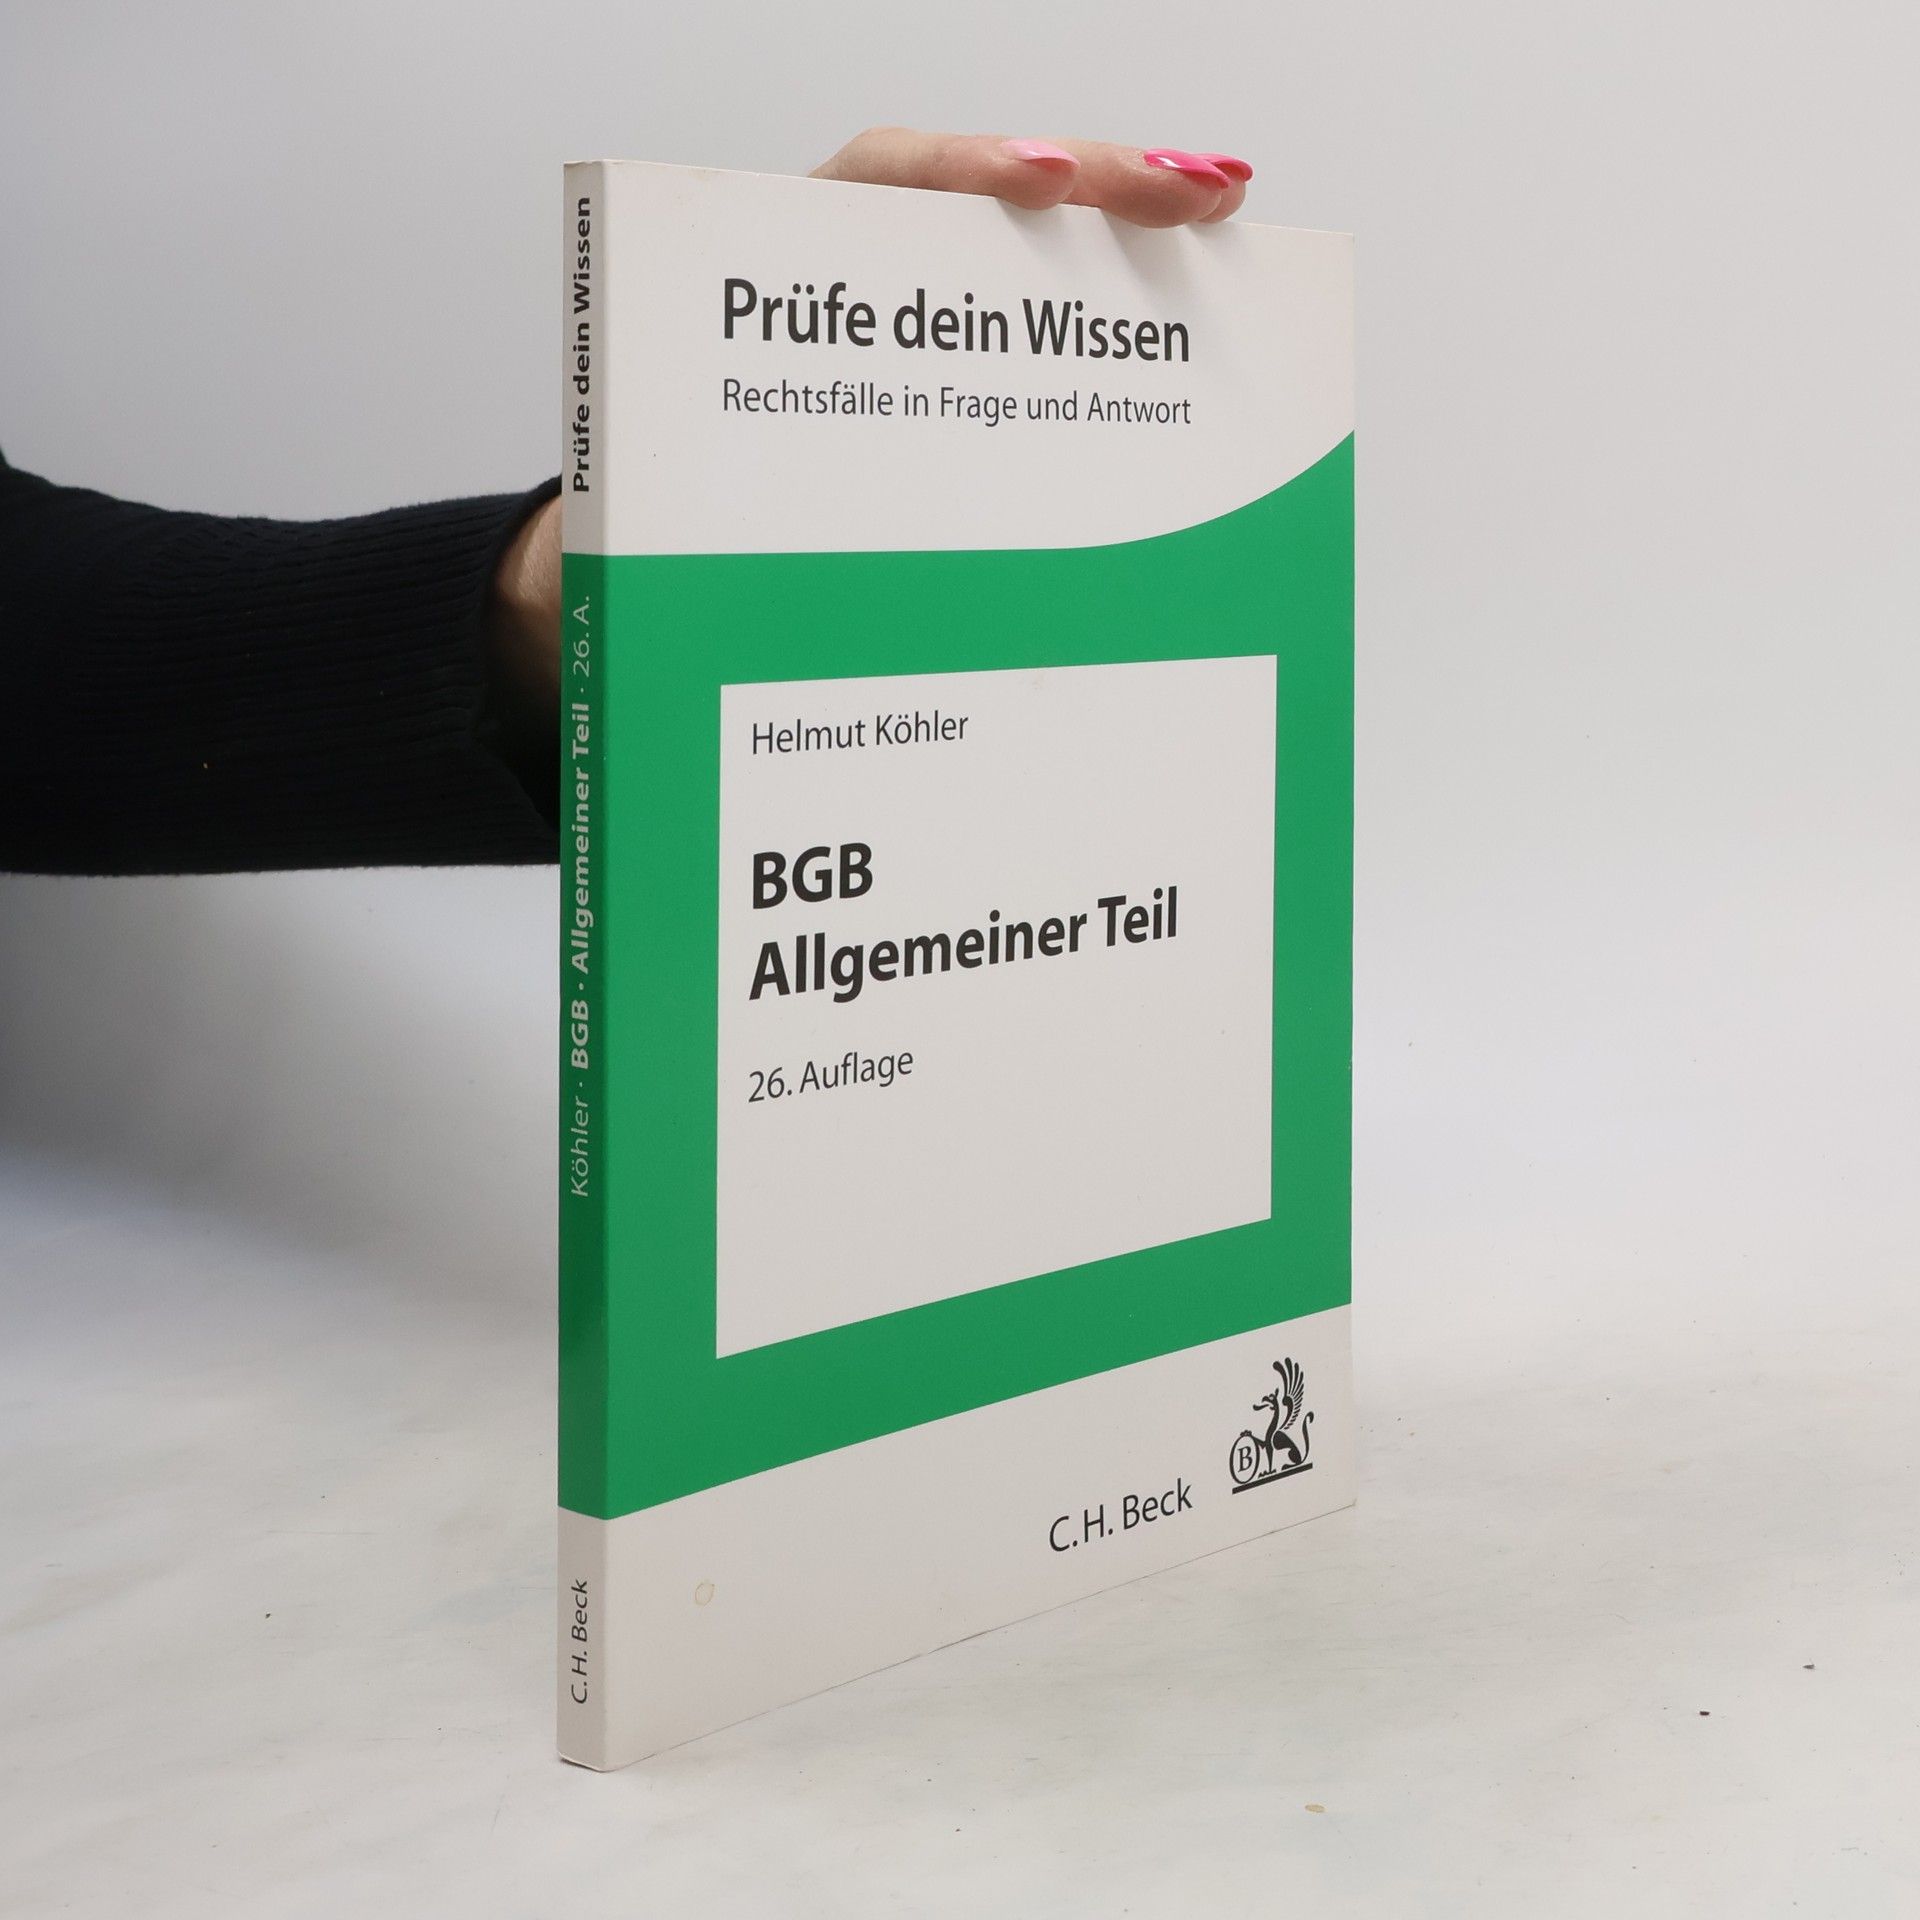 Prüfe dein Wissen
Rechtsfälle in Frage und Antwort
Helmut Köhler
BGB
Allgemeiner Teil
26. Auflage
C.H. Beck
B
Prüfe dein Wissen
Köhler · BGB · Allgemeiner Teil · 26. A.
C. H. Beck